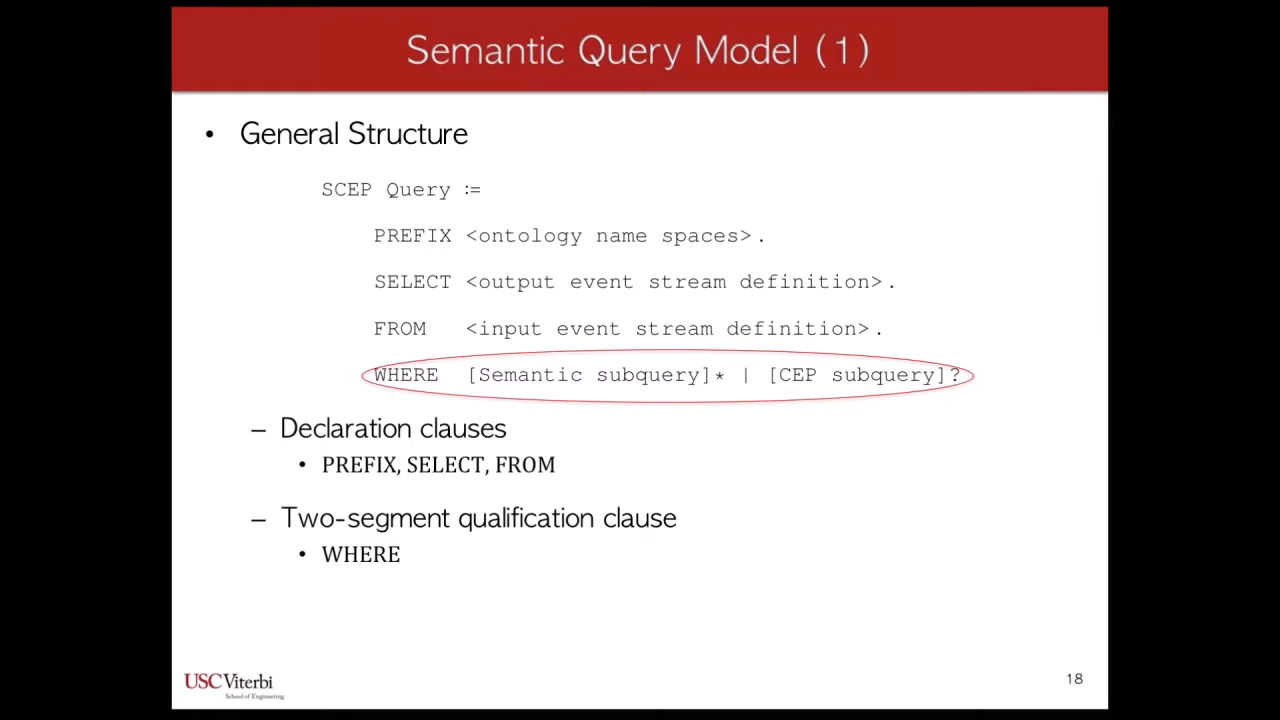 Semantic Query Model (1)
• General Structure
SCEP Query :=
PREFIX <ontology name spaces>.
SELECT <output event stream definition>.
FROM <input event stream definition>.
WHERE [Semantic subquery]* | [CEP subquery]?
– Declaration clauses
• PREFIX, SELECT, FROM
– Two-segment qualification clause
• WHERE
USC Viterbi
School of Engineering
18